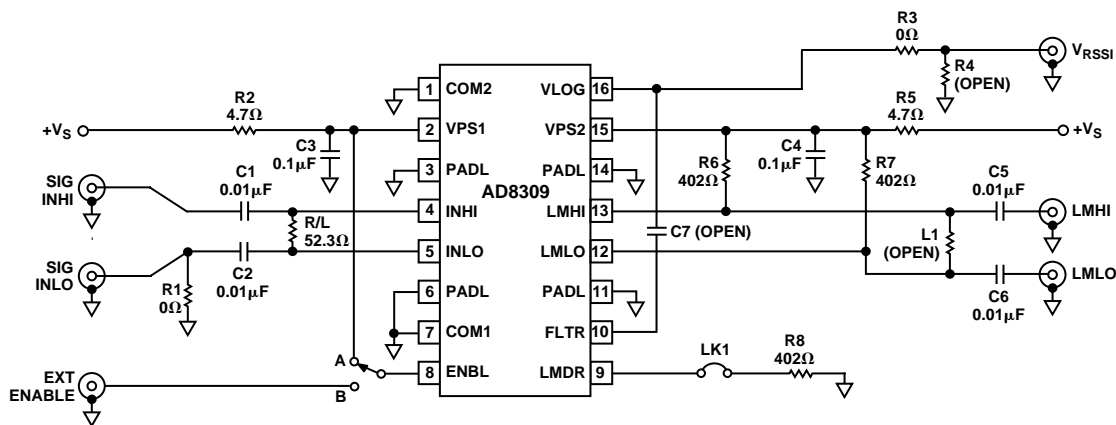 R3
0Ω
VRSSI
R4
(OPEN)
R2
4.7Ω
+VS
C3
0.1μF
SIG
INHI
C1
0.01μF
R/L
52.3Ω
SIG
INLO
C2
0.01μF
R1
0Ω
A
B
EXT
ENABLE
1 COM2
2 VPS1
3 PADL
4 INHI
5 INLO
6 PADL
7 COM1
8 ENBL
AD8309
VLOG 16
VPS2 15
PADL 14
LMHI 13
LMLO 12
PADL 11
FLTR 10
LMDR 9
R5
4.7Ω
+VS
R6
402Ω
C4
0.1μF
R7
402Ω
C7 (OPEN)
C5
0.01μF
LMHI
L1
(OPEN)
LMLO
C6
0.01μF
LK1
R8
402Ω